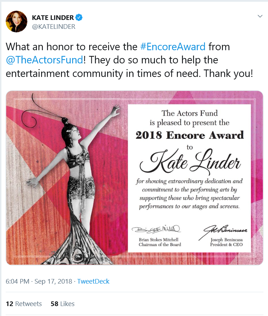 KATE LINDER
@KATELINDER
What an honor to receive the #EncoreAward from
@TheActorsFund! They do so much to help the
entertainment community in times of need. Thank you!
The Actors Fund
is pleased to present the
2018 Encore Award
to
Kate Linder
for showing extraordinary dedication and
commitment to the performing arts by
supporting those who bring spectacular
performances to our stages and screens.
Brian Stokes Mitchell
Chairman of the Board
Joseph Benincasa
President & CEO
6:04 PM · Sep 17, 2018 · TweetDeck
12 Retweets 58 Likes